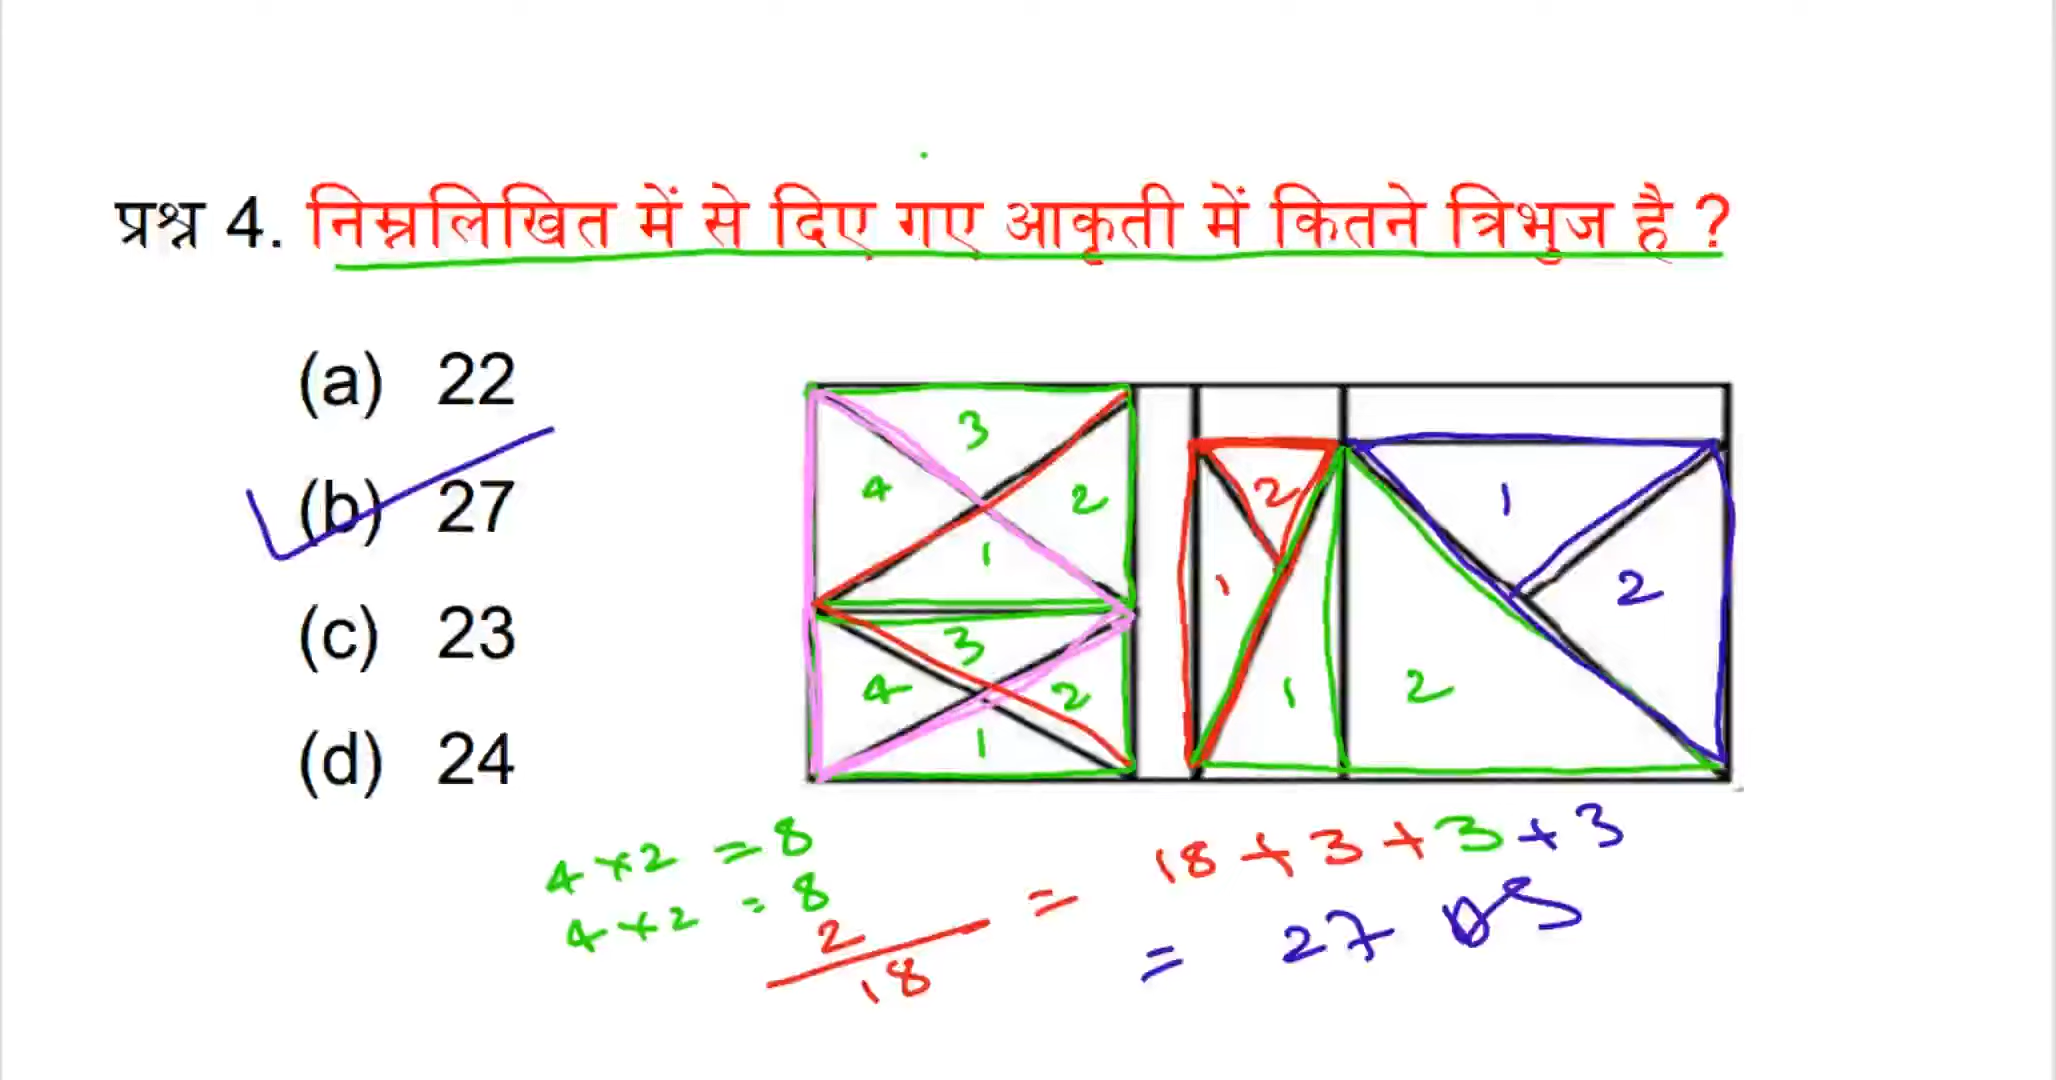 प्रश्न 4. निम्नलिखित में से दिए गए आकृती में कितने त्रिभुज है ?
(a) 22
(b) 27
(c) 23
(d) 24
3
4 2
1
3
4 2
1
2
1
1
1
2
2
4 × 2 = 8
4 × 2 = 8
2
18
= 18 + 3 + 3 + 3
= 27